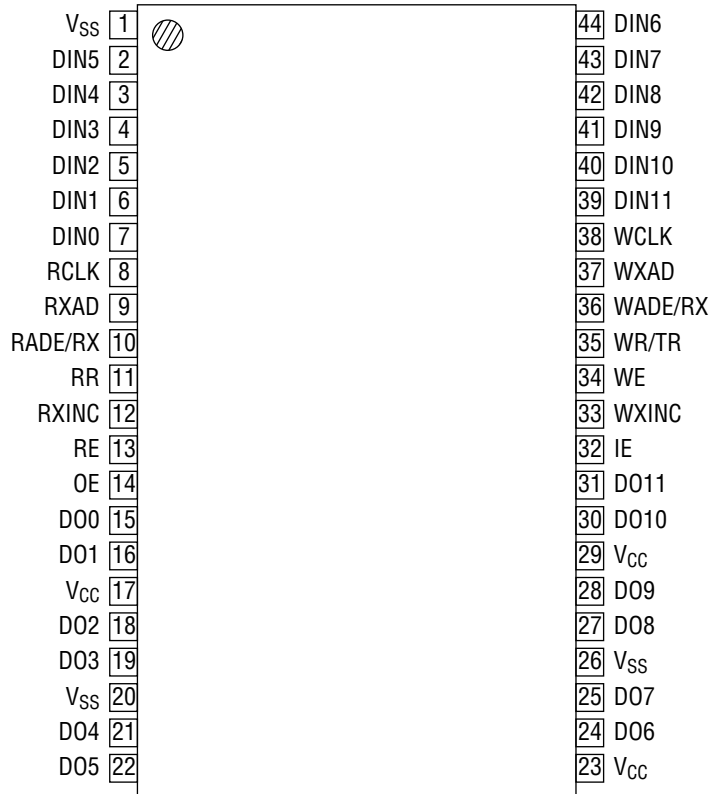 VSS 1 44 DIN6
DIN5 2 43 DIN7
DIN4 3 42 DIN8
DIN3 4 41 DIN9
DIN2 5 40 DIN10
DIN1 6 39 DIN11
DIN0 7 38 WCLK
RCLK 8 37 WXAD
RXAD 9 36 WADE/RX
RADE/RX 10 35 WR/TR
RR 11 34 WE
RXINC 12 33 WXINC
RE 13 32 IE
OE 14 31 DO11
DO0 15 30 DO10
DO1 16 29 VCC
VCC 17 28 DO9
DO2 18 27 DO8
DO3 19 26 VSS
VSS 20 25 DO7
DO4 21 24 DO6
DO5 22 23 VCC